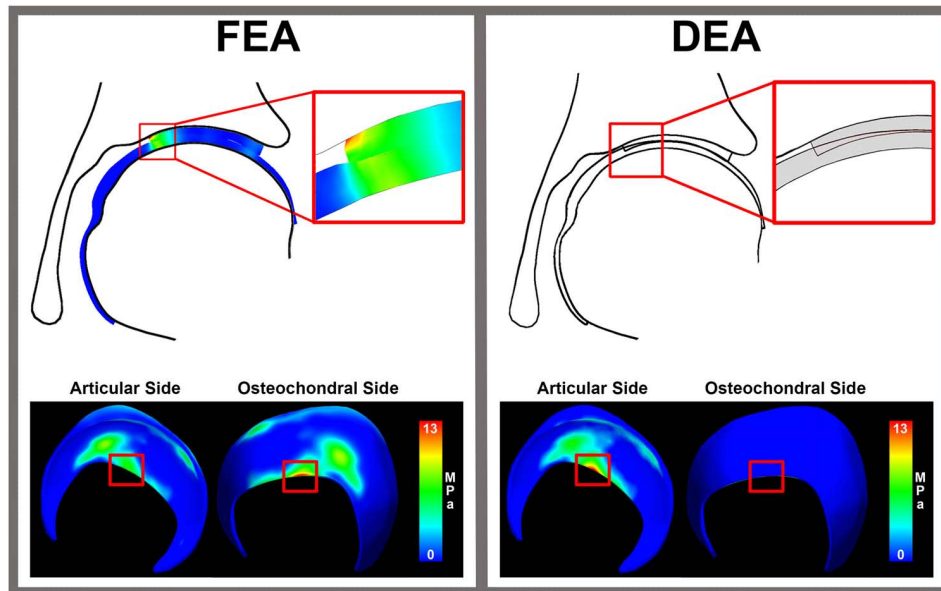 FEA
Articular Side
Osteochondral Side
13
MPa
0
DEA
Articular Side
Osteochondral Side
13
MPa
0